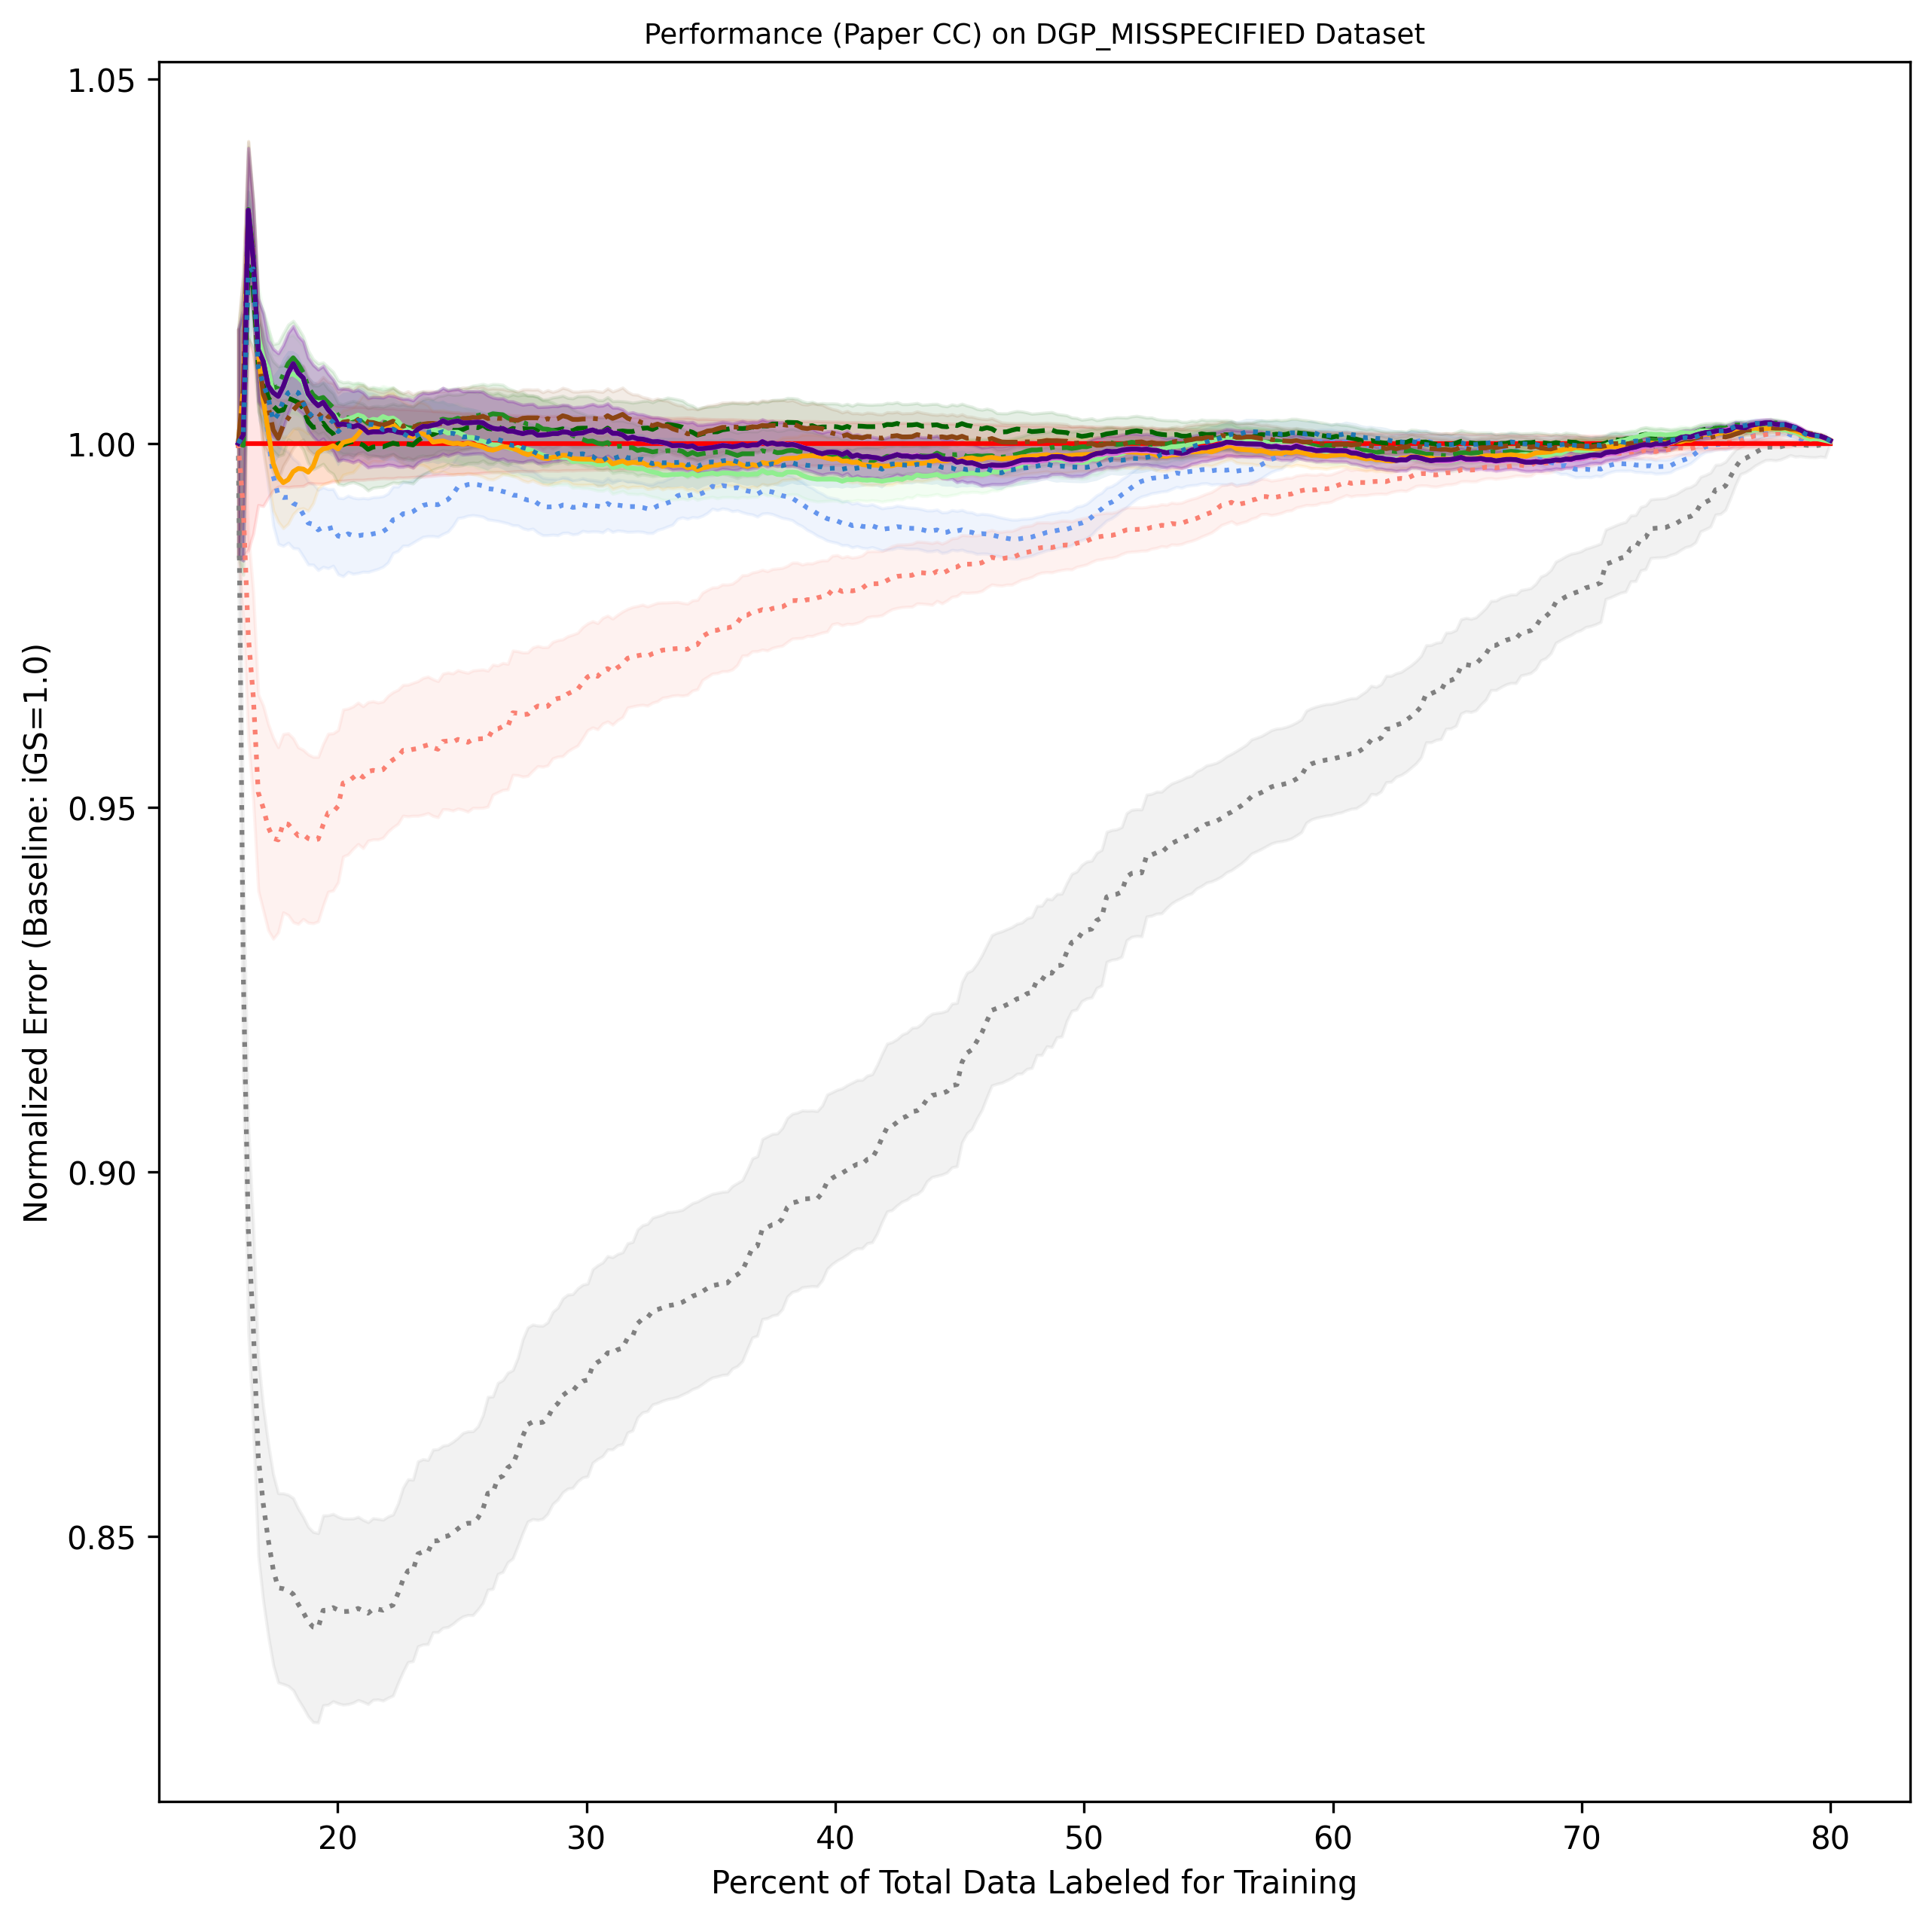 Performance (Paper CC) on DGP_MISSPECIFIED Dataset
Normalized Error (Baseline: iGS=1.0)
1.05
1.00
0.95
0.90
0.85
20 30 40 50 60 70 80
Percent of Total Data Labeled for Training